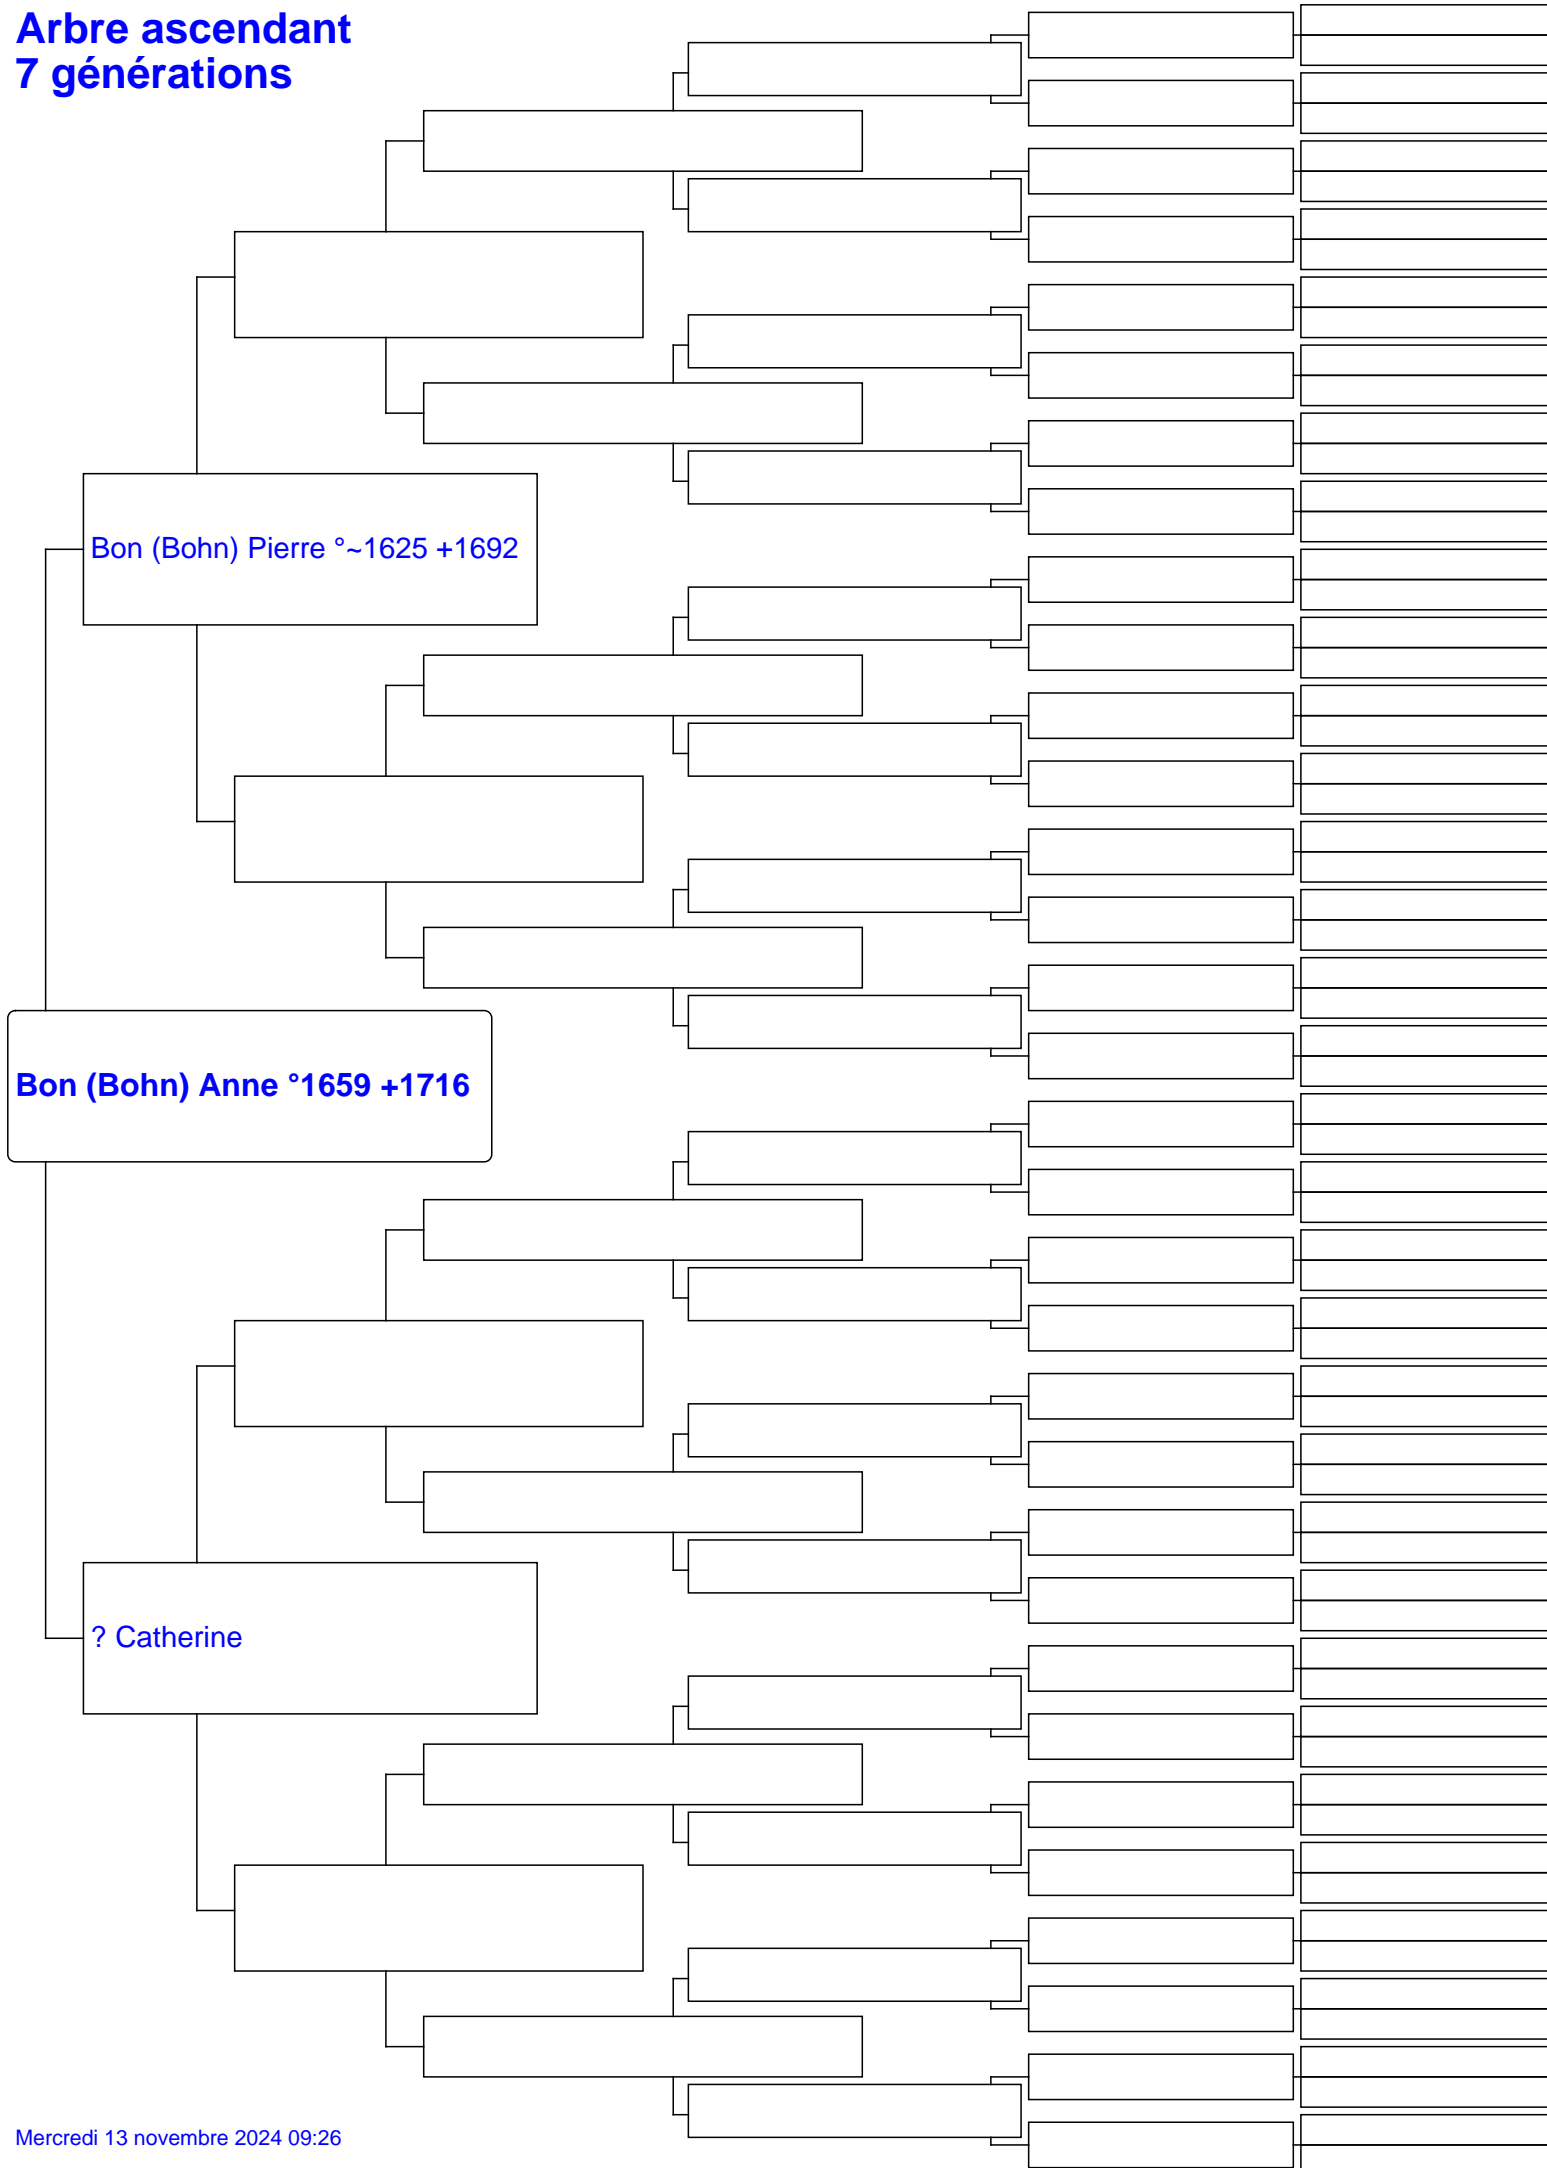 Arbre ascendant
7 générations
Bon (Bohn) Pierre °~1625 +1692
Bon (Bohn) Anne °1659 +1716
? Catherine
Mercredi 13 novembre 2024 09:26